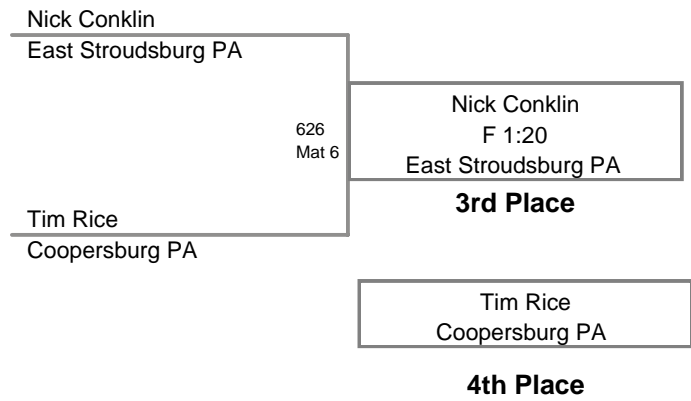 Nick Conklin
East Stroudsburg PA
626
Mat 6
Nick Conklin
F 1:20
East Stroudsburg PA
3rd Place
Tim Rice
Coopersburg PA
Tim Rice
Coopersburg PA
4th Place